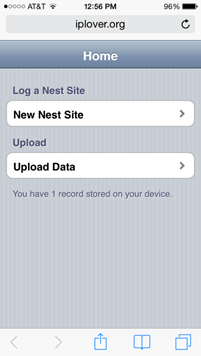 AT&T 12:56 PM 96%
iplover.org
Home
Log a Nest Site
New Nest Site
Upload
Upload Data
You have 1 record stored on your device.